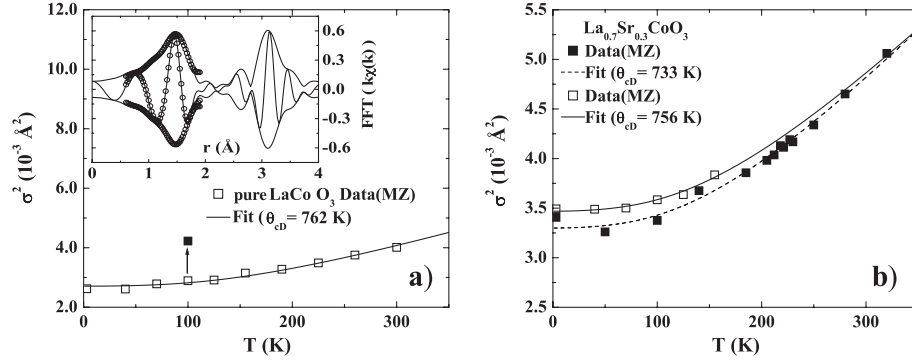 12.0
10.0
8.0
6.0
4.0
2.0
σ² (10⁻³ Å²)
0 100 200 300
T (K)
0 1 2 3 4
r (Å)
0.6
0.3
0.0
-0.3
-0.6
FFT ( kχ(k))
pure LaCo O₃ Data(MZ)
Fit (θcD = 762 K)
a)
5.5
5.0
4.5
4.0
3.5
3.0
2.5
σ² (10⁻³ Å²)
La₀.₇Sr₀.₃CoO₃
Data(MZ)
Fit (θcD = 733 K)
Data(MZ)
Fit (θcD = 756 K)
0 100 200 300
T (K)
b)